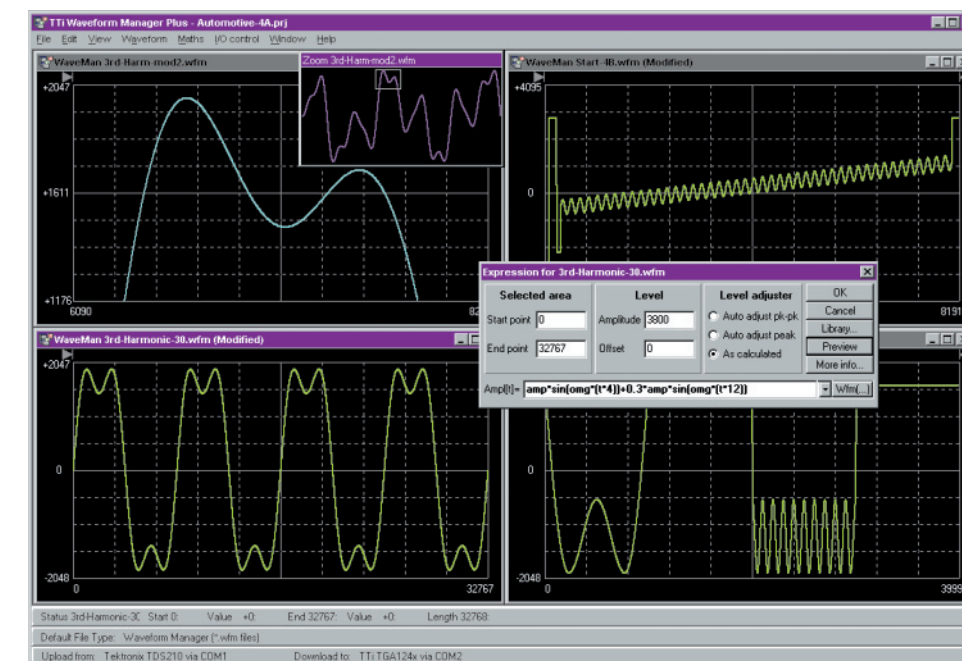 TTi Waveform Manager Plus - Automotive-4A.prj
File Edit View Waveform Maths I/O control Window Help
WaveMan 3rd-Harm-mod2.wfm
Zoom 3rd-Harm-mod2.wfm
WaveMan Start-4B.wfm (Modified)
+2047
+1611
+1176
6090
+4095
0
8191
Expression for 3rd-Harmonic-30.wfm
Selected area
Start point 0
End point 32767
Level
Amplitude 3800
Offset 0
Level adjuster
Auto adjust pk-pk
Auto adjust peak
As calculated
OK
Cancel
Library...
Preview
More info...
Ampl[t]= amp*sin(omg*(t*4))+0.3*amp*sin(omg*(t*12)) Wfm(...)
WaveMan 3rd-Harmonic-30.wfm (Modified)
+2047
0
-2048
0
32767
0
-2048
0
3999
Status 3rd-Harmonic-3C Start 0: Value +0: End 32767: Value +0: Length 32768:
Default File Type: Waveform Manager (*.wfm files)
Upload from: Tektronix TDS210 via COM1 Download to: TTi TGA124x via COM2